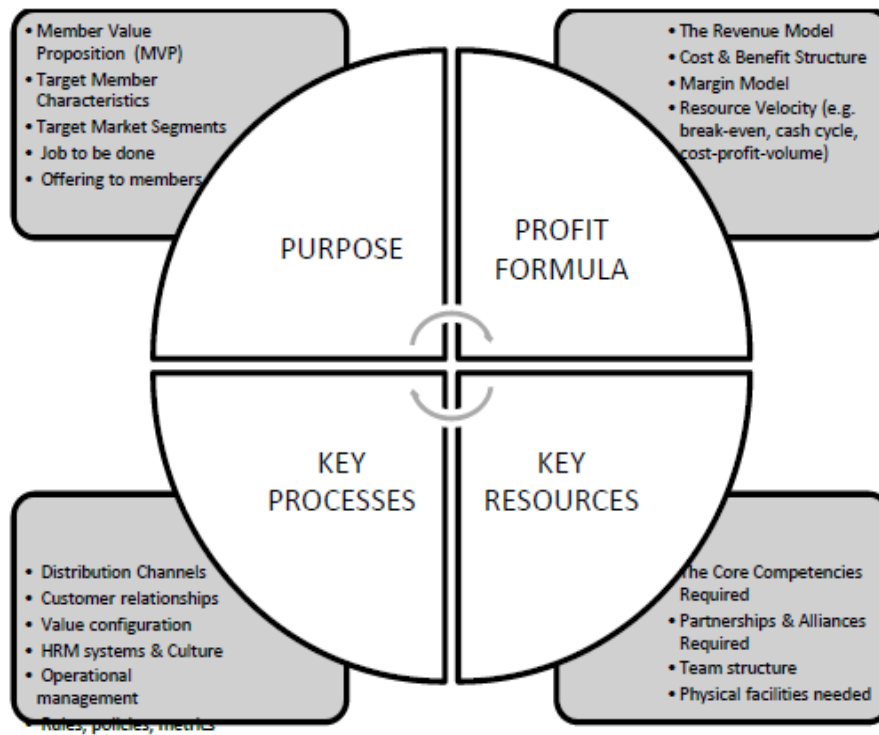 • Member Value
Proposition (MVP)
• Target Member
Characteristics
• Target Market Segments
• Job to be done
• Offering to members
• The Revenue Model
• Cost & Benefit Structure
• Margin Model
• Resource Velocity (e.g.
break-even, cash cycle,
cost-profit-volume)
PURPOSE
PROFIT
FORMULA
KEY
PROCESSES
KEY
RESOURCES
• Distribution Channels
• Customer relationships
• Value configuration
• HRM systems & Culture
• Operational
management
• Rules, policies, metrics
The Core Competencies
Required
• Partnerships & Alliances
Required
• Team structure
• Physical facilities needed